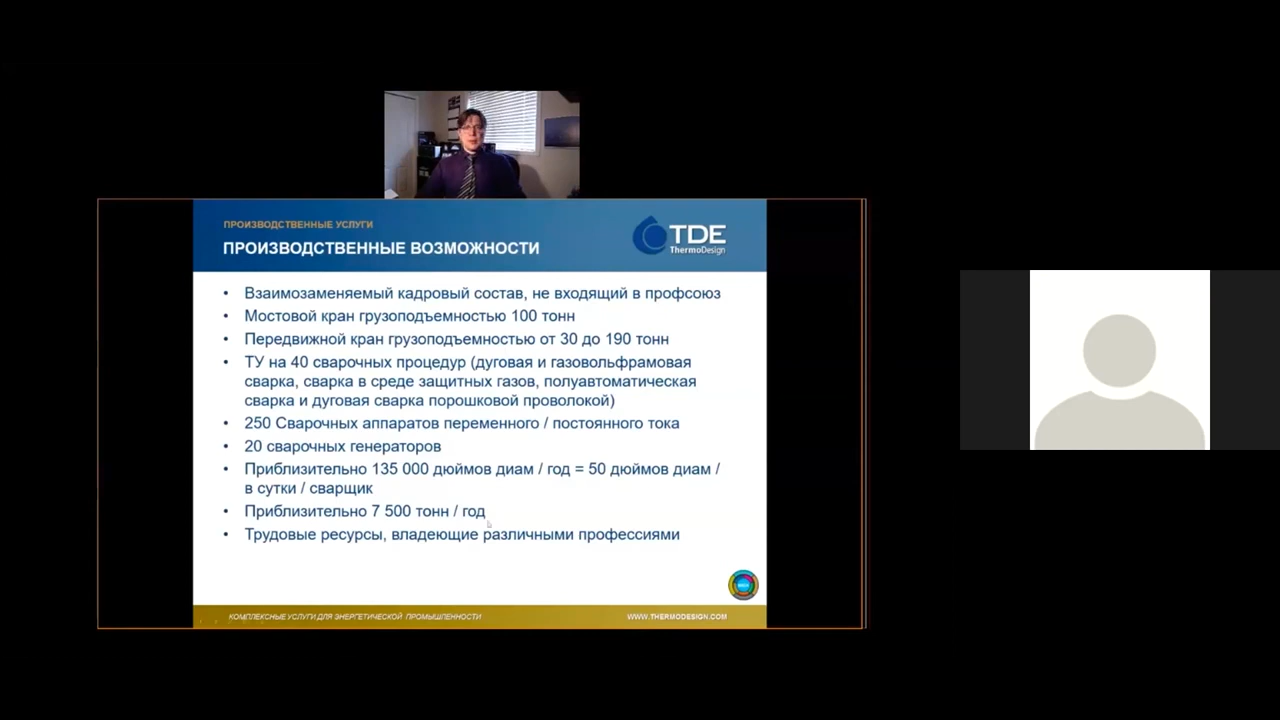 ПРОИЗВОДСТВЕННЫЕ УСЛУГИ
ПРОИЗВОДСТВЕННЫЕ ВОЗМОЖНОСТИ
TDE
ThermoDesign
• Взаимозаменяемый кадровый состав, не входящий в профсоюз
• Мостовой кран грузоподъемностью 100 тонн
• Передвижной кран грузоподъемностью от 30 до 190 тонн
• ТУ на 40 сварочных процедур (дуговая и газовольфрамовая
сварка, сварка в среде защитных газов, полуавтоматическая
сварка и дуговая сварка порошковой проволокой)
• 250 Сварочных аппаратов переменного / постоянного тока
• 20 сварочных генераторов
• Приблизительно 135 000 дюймов диам / год = 50 дюймов диам /
в сутки / сварщик
• Приблизительно 7 500 тонн / год
• Трудовые ресурсы, владеющие различными профессиями
КОМПЛЕКСНЫЕ УСЛУГИ ДЛЯ ЭНЕРГЕТИЧЕСКОЙ ПРОМЫШЛЕННОСТИ
WWW.THERMODESIGN.COM